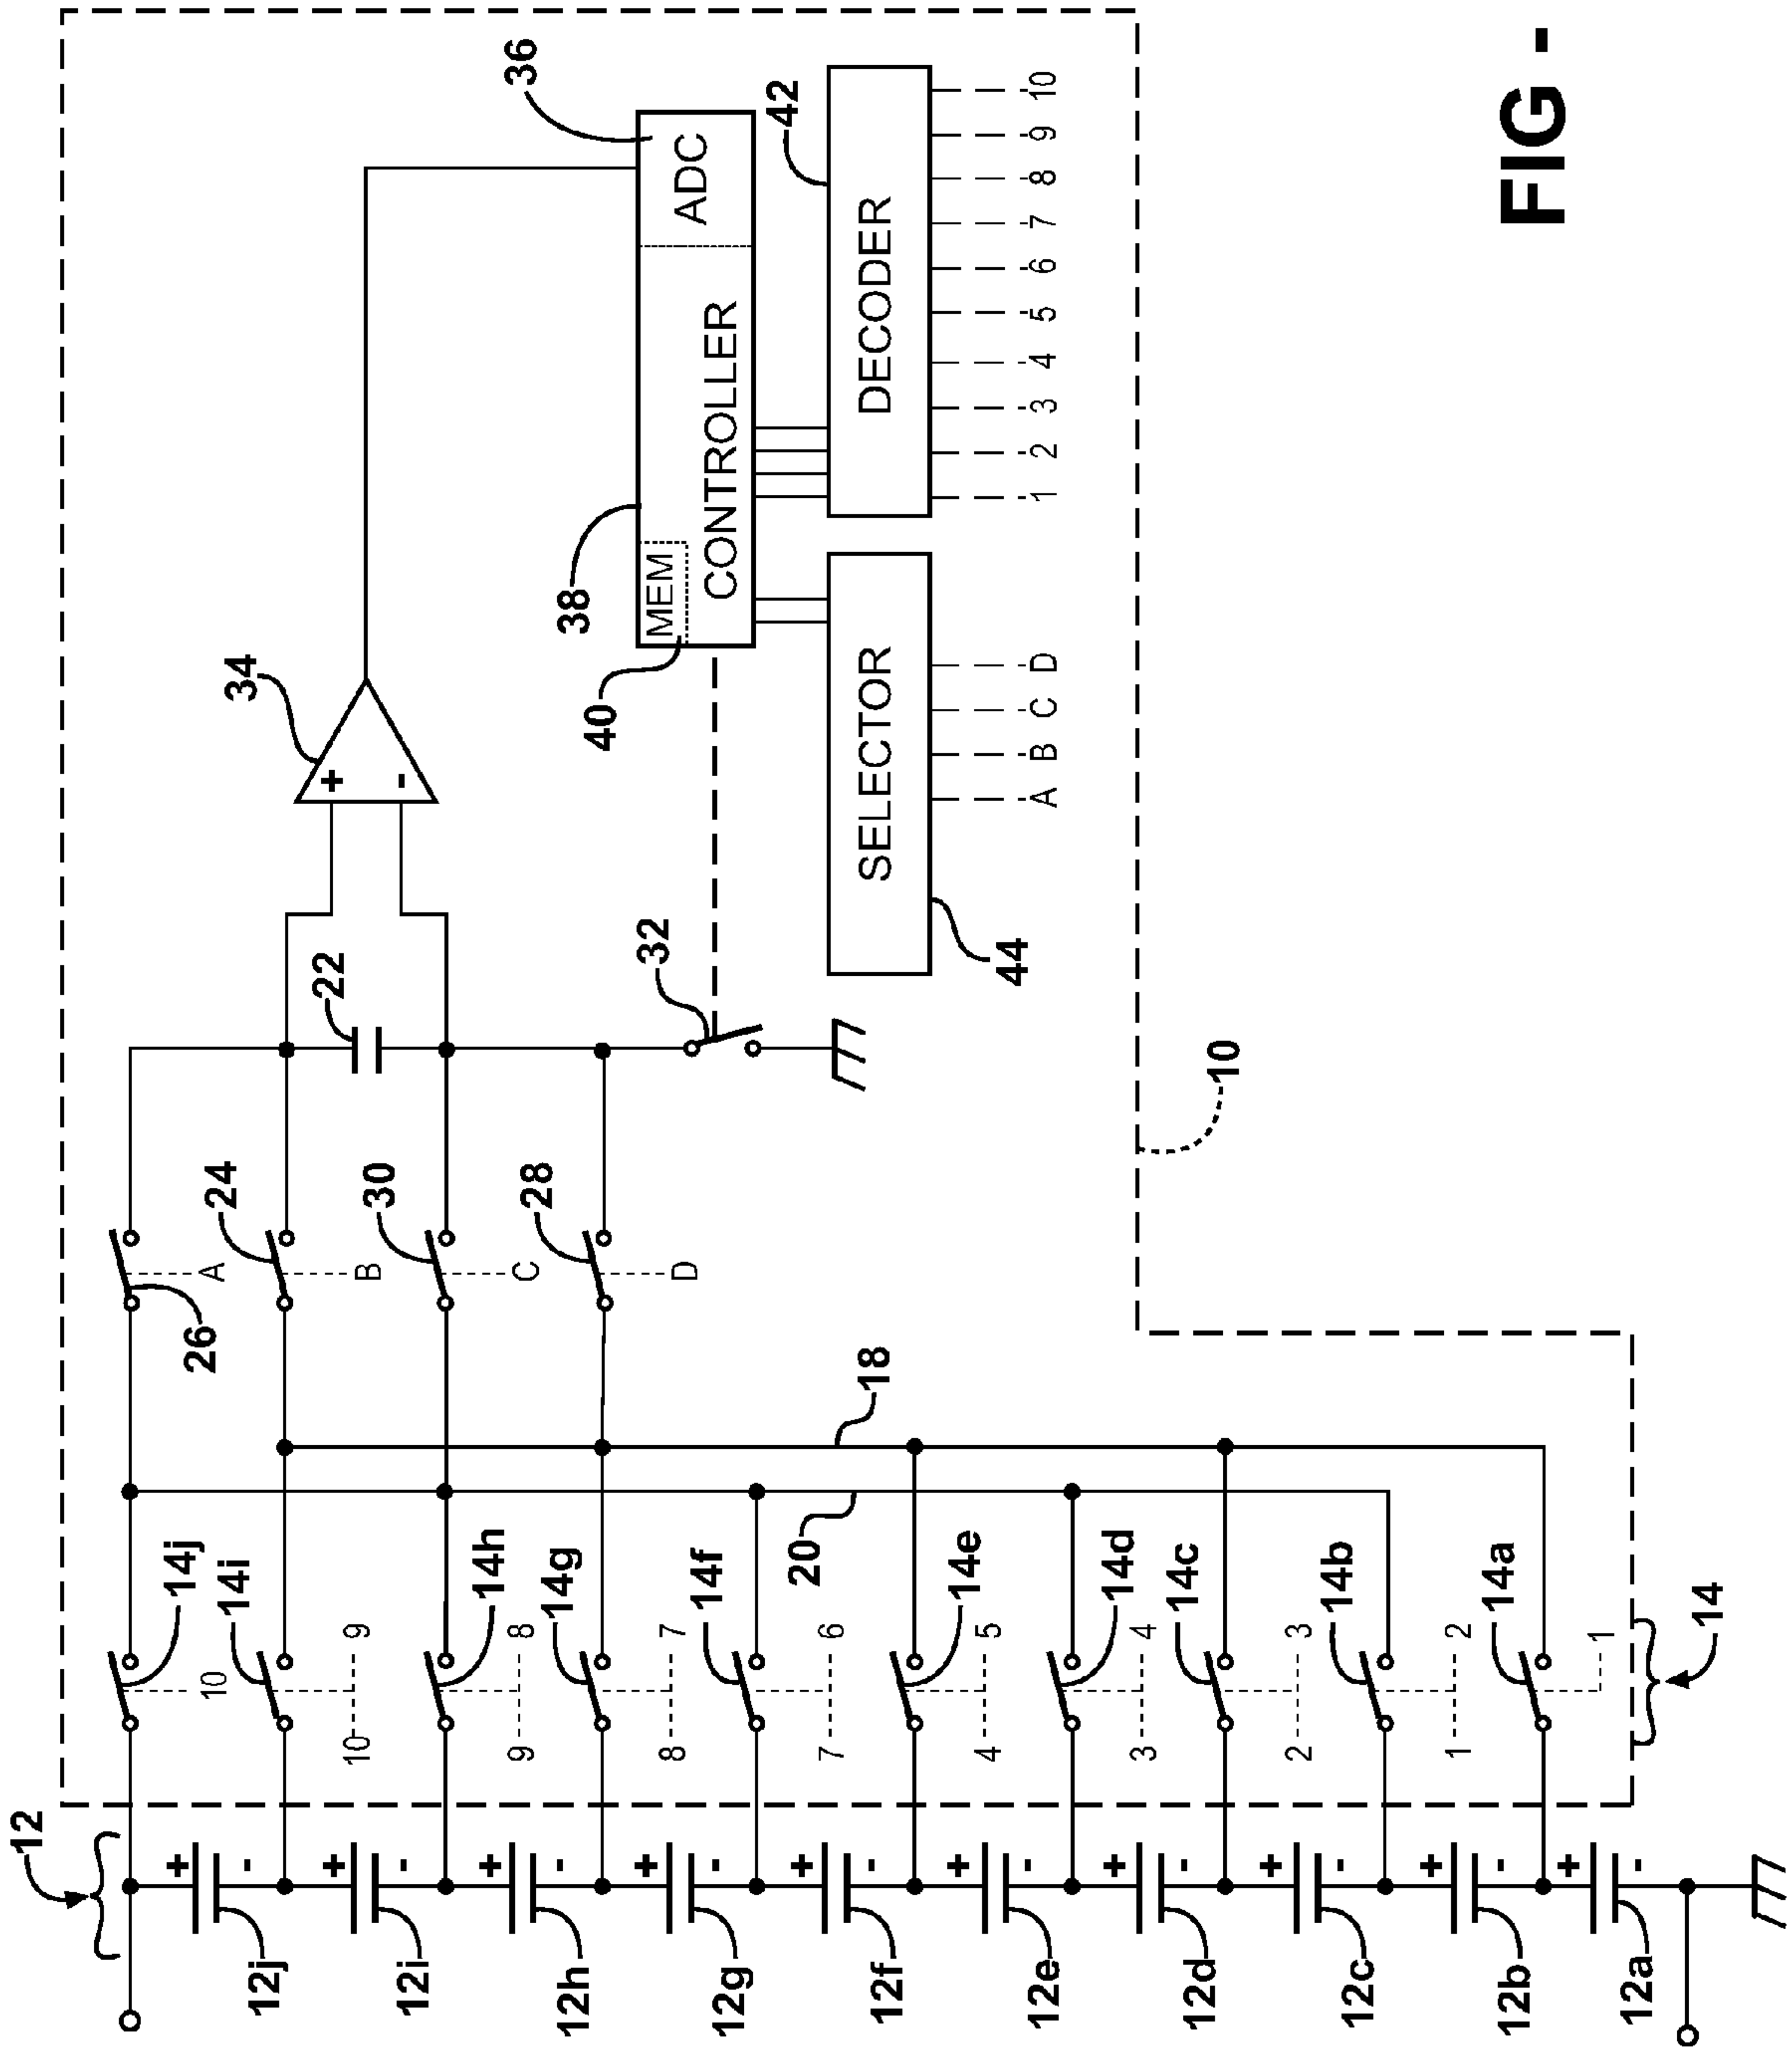 12
12j
12i
12h
12g
12f
12e
12d
12c
12b
12a
+
-
+
-
+
-
+
-
+
-
+
-
+
-
+
-
+
-
+
-
14j
14i
14h
14g
14f
14e
14d
14c
14b
14a
14
10
10 9
9 8
8 7
7 6
4 5
3 4
2 3
1 2
1
20
18
26
24
30
28
A
B
C
D
22
32
34
+
-
10
36
38
40
MEM
CONTROLLER
ADC
44
SELECTOR
A B C D
42
DECODER
1 2 3 4 5 6 7 8 9 10
FIG -